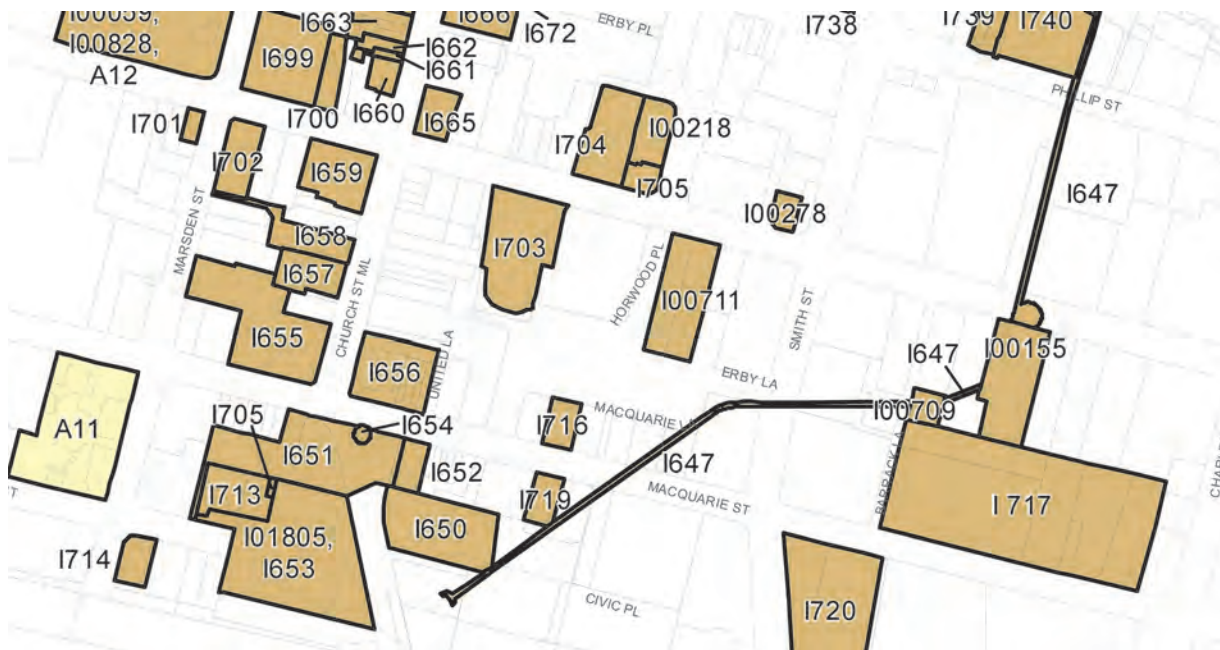 I00059,
I00828,
A12
I663
I666
I672
ERBY PL
I738
I739
I740
I699
I662
I661
I660
I700
I665
PHILLIP ST
I701
I702
I659
I704
I00218
I705
I647
I00278
MARSDEN ST
I658
I657
I703
HORWOOD PL
I00711
SMITH ST
CHURCH ST ML
I655
I656
UNITED LA
ERBY LA
I647
I00155
I00709
A11
I705
I654
I651
I652
I716
MACQUARIE
I647
I713
I719
MACQUARIE ST
BARRACK LA
I 717
I01805,
I653
I650
I714
CIVIC PL
I720